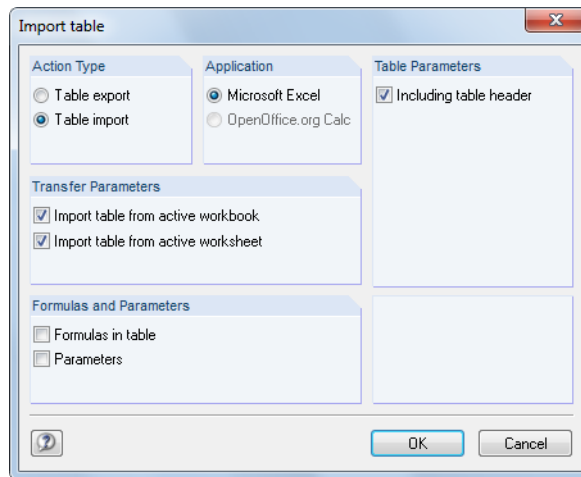 Import table
Action Type
Table export
Table import
Application
Microsoft Excel
OpenOffice.org Calc
Table Parameters
Including table header
Transfer Parameters
Import table from active workbook
Import table from active worksheet
Formulas and Parameters
Formulas in table
Parameters
OK
Cancel